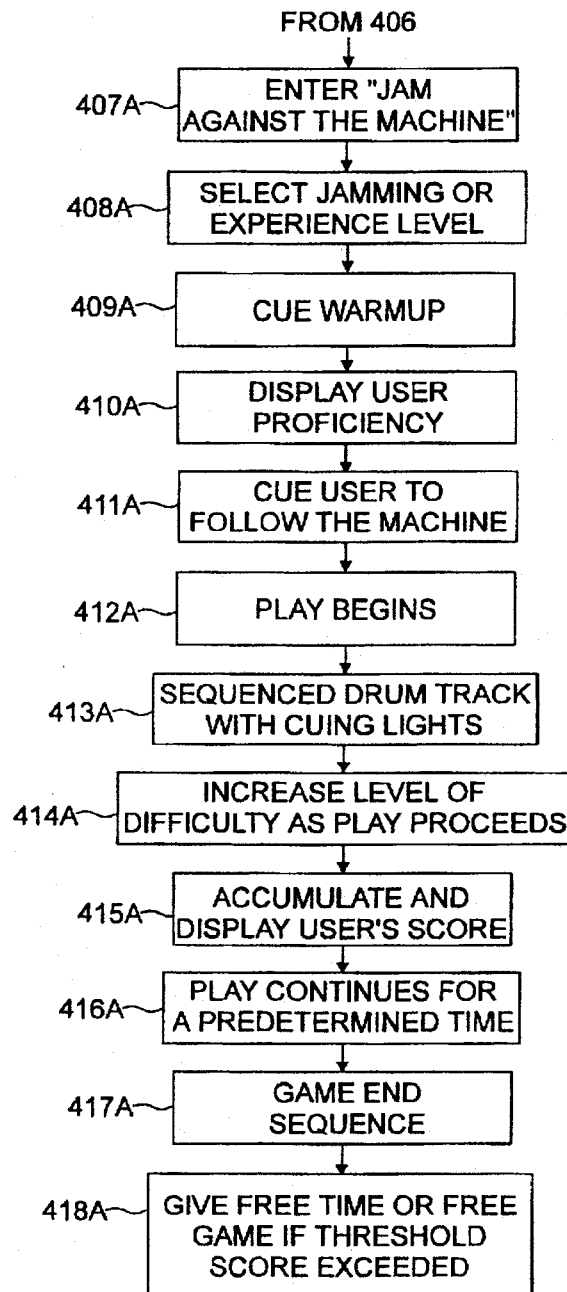 FROM 406
407A
ENTER "JAM
AGAINST THE MACHINE"
408A
SELECT JAMMING OR
EXPERIENCE LEVEL
409A
CUE WARMUP
410A
DISPLAY USER
PROFICIENCY
411A
CUE USER TO
FOLLOW THE MACHINE
412A
PLAY BEGINS
413A
SEQUENCED DRUM TRACK
WITH CUING LIGHTS
414A
INCREASE LEVEL OF
DIFFICULTY AS PLAY PROCEEDS
415A
ACCUMULATE AND
DISPLAY USER'S SCORE
416A
PLAY CONTINUES FOR
A PREDETERMINED TIME
417A
GAME END
SEQUENCE
418A
GIVE FREE TIME OR FREE
GAME IF THRESHOLD
SCORE EXCEEDED